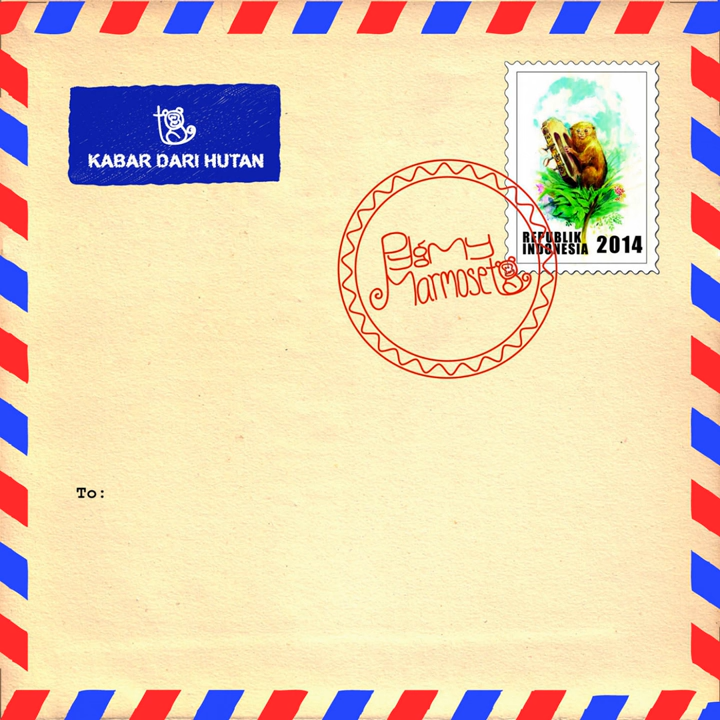 KABAR DARI HUTAN
REPUBLIK
INDONESIA 2014
Pygmy
Marmoset
To: